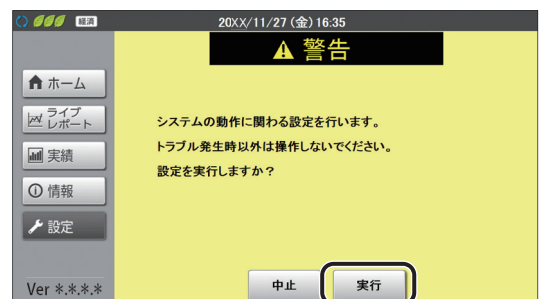 経済
20XX/11/27 (金) 16:35
⚠ 警告
ホーム
ライブ
レポート
実績
情報
設定
システムの動作に関わる設定を行います。
トラブル発生時以外は操作しないでください。
設定を実行しますか？
中止
実行
Ver *.*.*.*